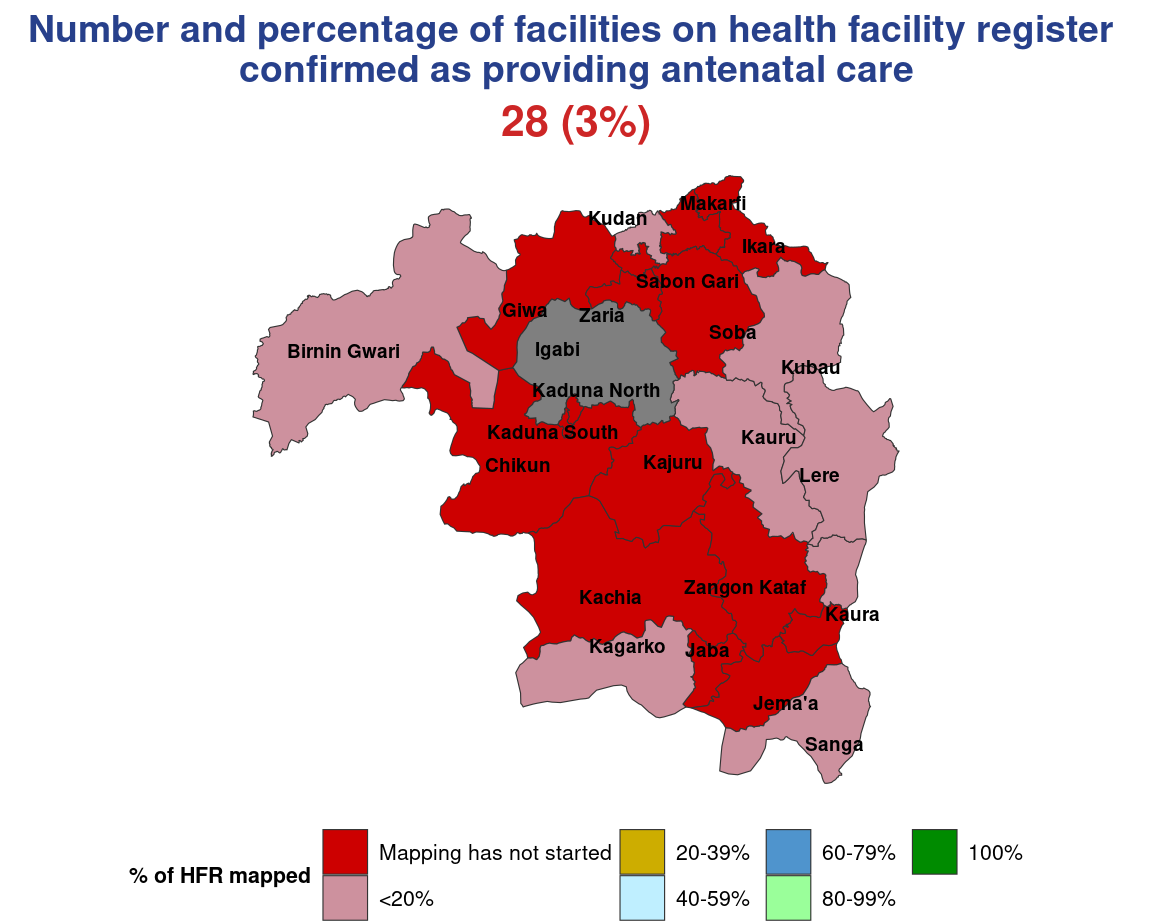 Number and percentage of facilities on health facility register
confirmed as providing antenatal care
28 (3%)
Makarfi
Kudan
Ikara
Sabon Gari
Giwa
Zaria
Soba
Birnin Gwari
Igabi
Kubau
Kaduna North
Kaduna South
Kauru
Chikun
Kajuru
Lere
Zangon Kataf
Kachia
Kaura
Kagarko
Jaba
Jema'a
Sanga
% of HFR mapped
Mapping has not started
<20%
20-39%
40-59%
60-79%
80-99%
100%